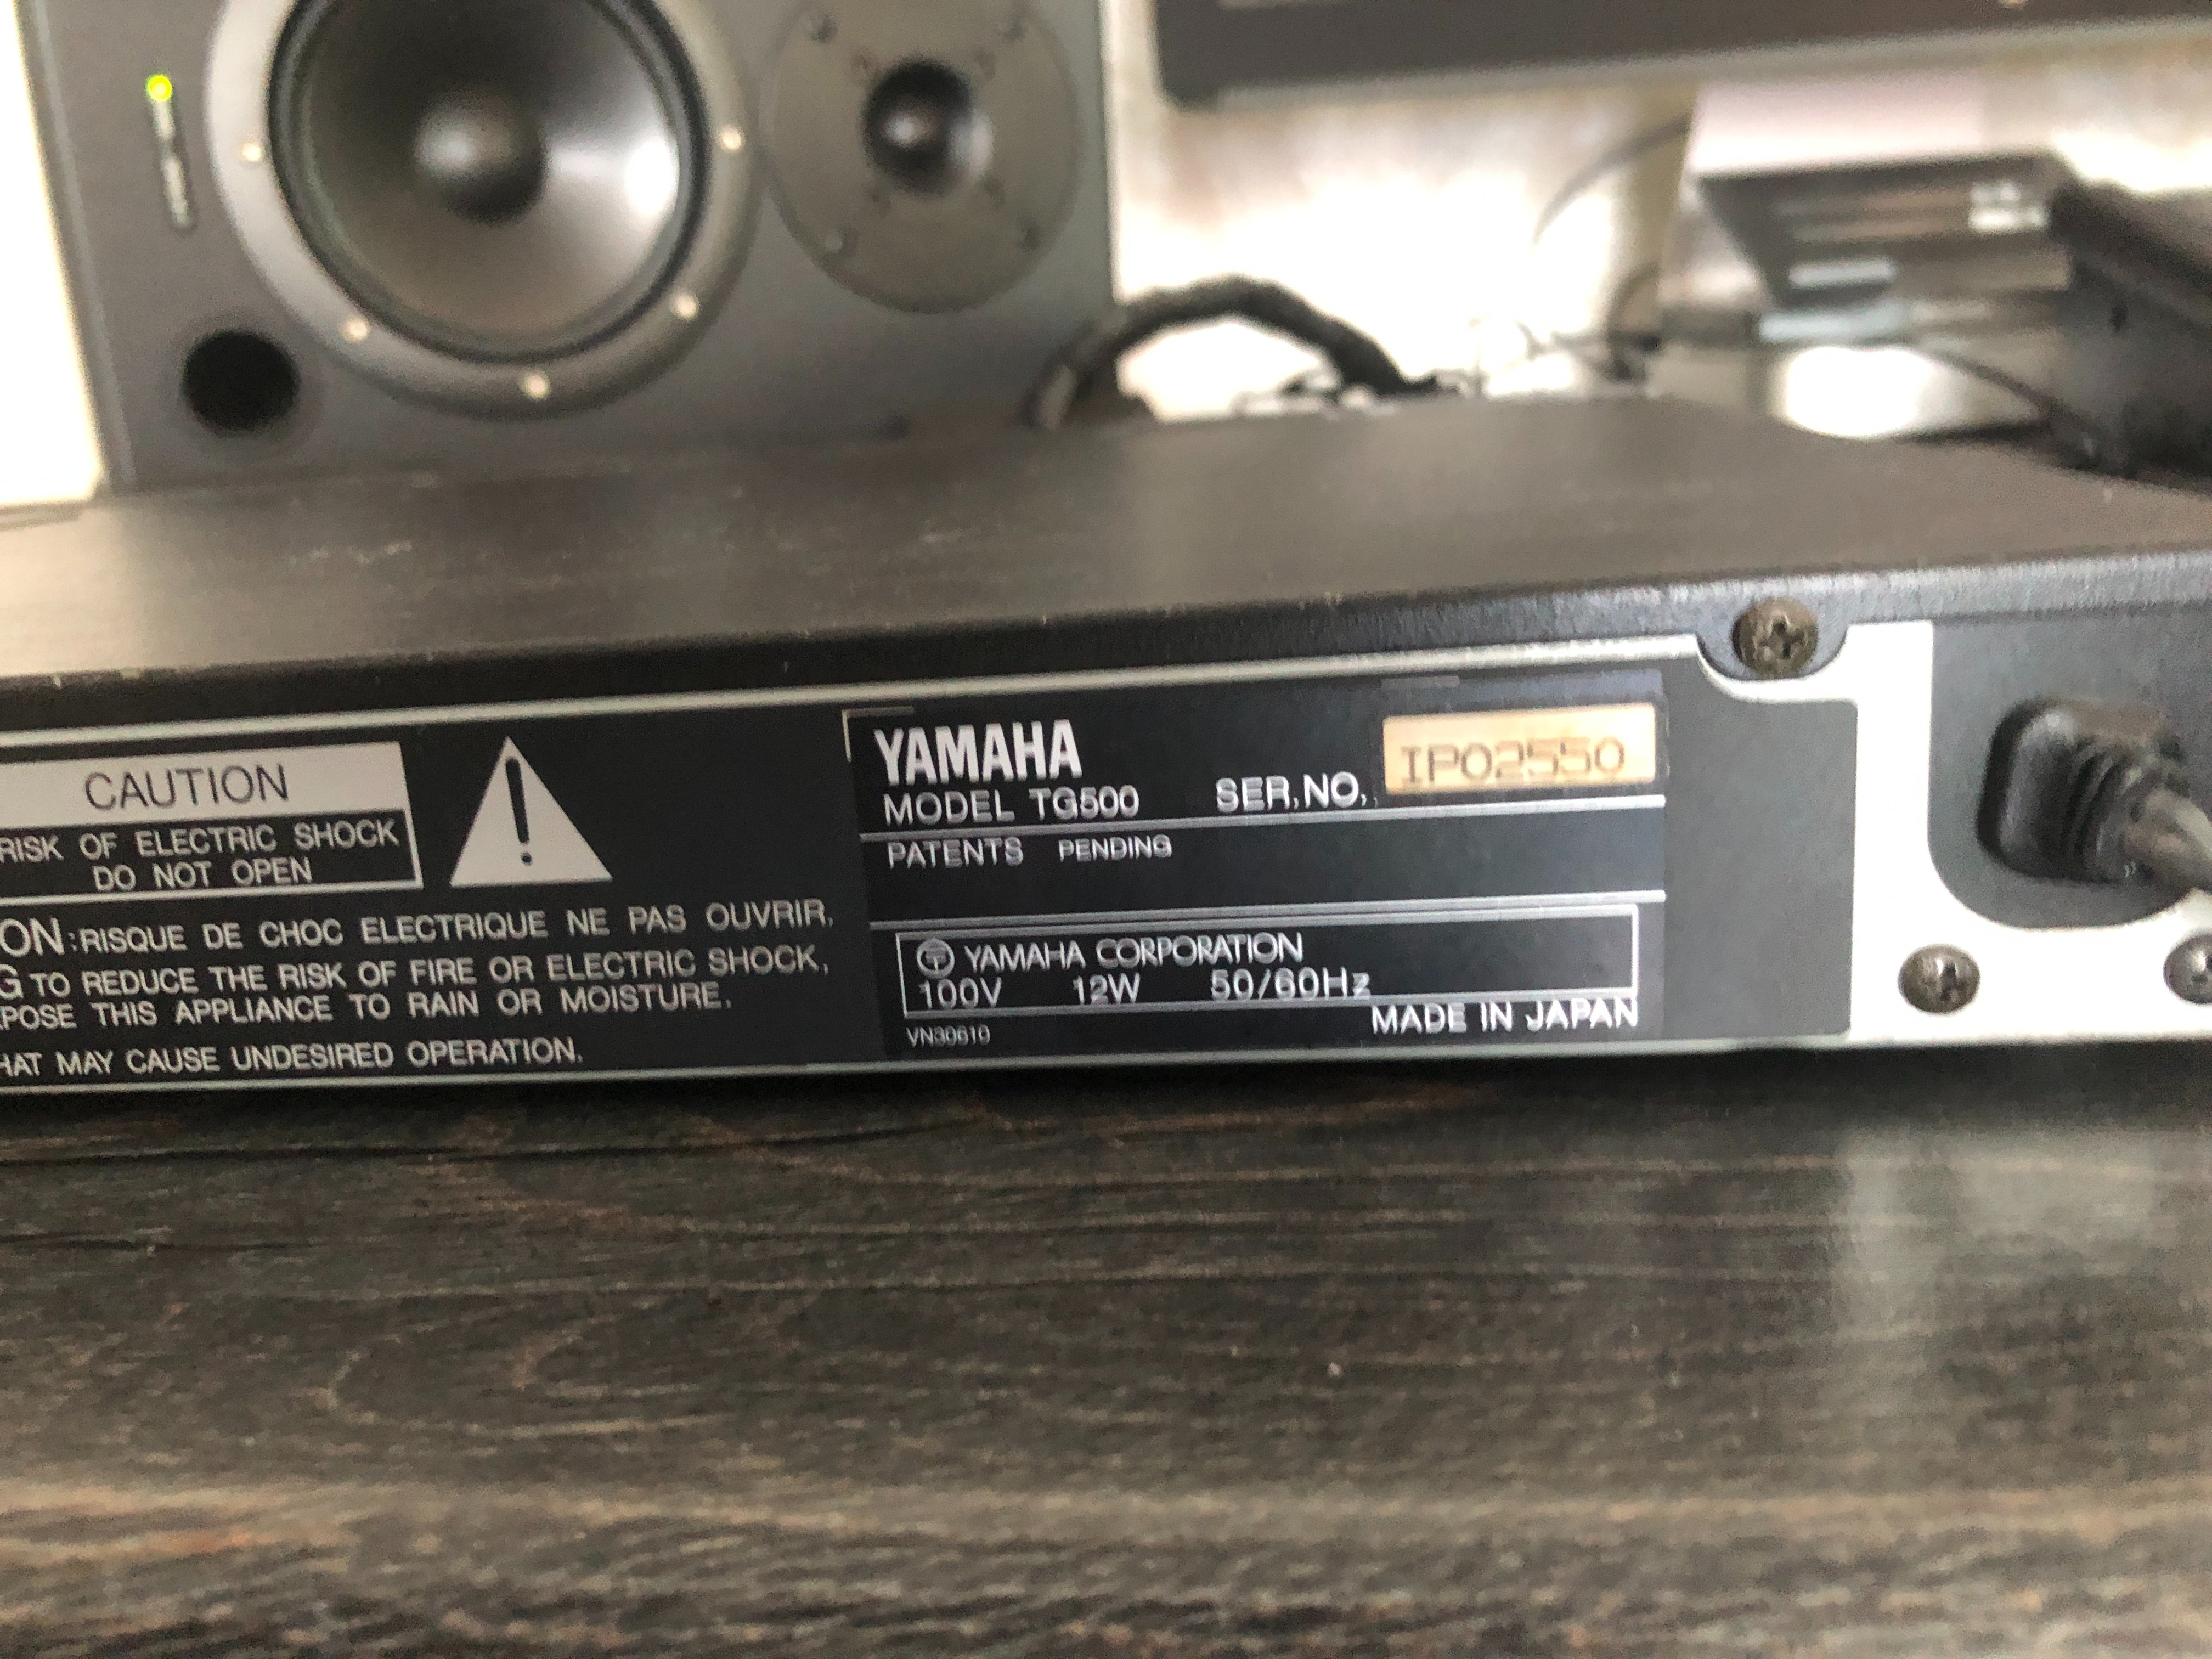 CAUTION
RISK OF ELECTRIC SHOCK
DO NOT OPEN
ON:RISQUE DE CHOC ELECTRIQUE NE PAS OUVRIR.
G TO REDUCE THE RISK OF FIRE OR ELECTRIC SHOCK,
POSE THIS APPLIANCE TO RAIN OR MOISTURE.
HAT MAY CAUSE UNDESIRED OPERATION.
YAMAHA
MODEL TG500 SER.NO. IP02550
PATENTS PENDING
YAMAHA CORPORATION
100V 12W 50/60Hz
MADE IN JAPAN
VN30610